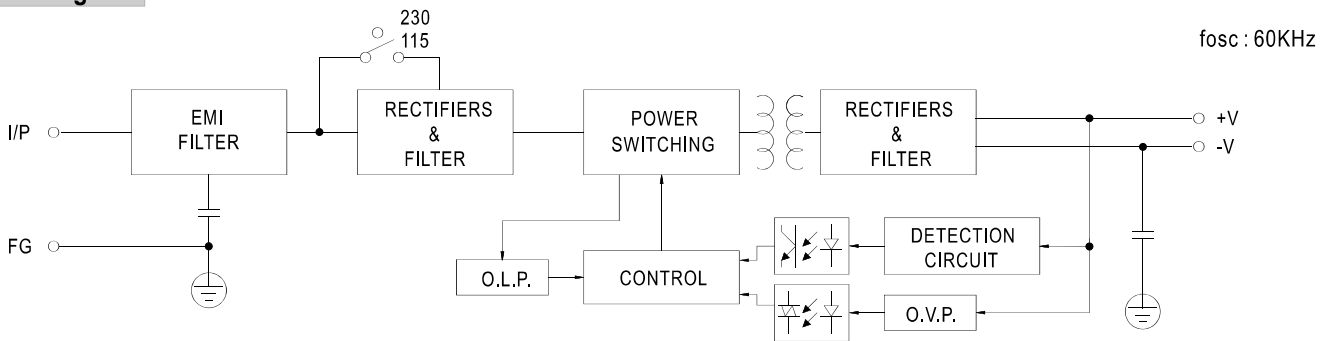 230
115
fosc : 60KHz
I/P
EMI
FILTER
RECTIFIERS
&
FILTER
POWER
SWITCHING
RECTIFIERS
&
FILTER
+V
-V
FG
O.L.P.
CONTROL
DETECTION
CIRCUIT
O.V.P.